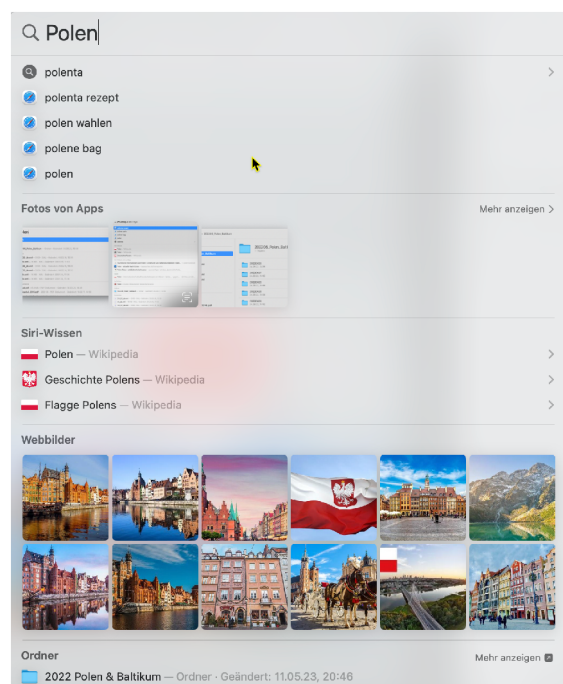 Polen
polenta
polenta rezept
polen wahlen
polene bag
polen
Fotos von Apps
Mehr anzeigen
Siri-Wissen
Polen — Wikipedia
Geschichte Polens — Wikipedia
Flagge Polens — Wikipedia
Webbilder
Ordner
Mehr anzeigen
2022 Polen & Baltikum — Ordner · Geändert: 11.05.23, 20:46